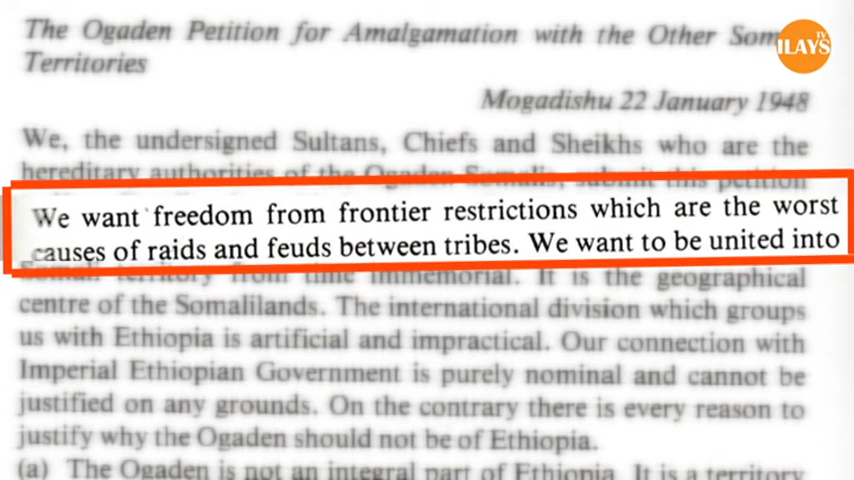 The Ogaden Petition for Amalgamation with the Other
Territories
TV
ILAYS
Mogadishu 22 January 1948
We, the undersigned Sultans, Chiefs and Sheikhs who are the
hereditary authorities of the Ogaden Somalis, submit this petition
We want freedom from frontier restrictions which are the worst
causes of raids and feuds between tribes. We want to be united into
Somali territory from time immemorial. It is the geographical
centre of the Somalilands. The international division which groups
us with Ethiopia is artificial and impractical. Our connection with
Imperial Ethiopian Government is purely nominal and cannot be
justified on any grounds. On the contrary there is every reason to
justify why the Ogaden should not be of Ethiopia.
(a) The Ogaden is not an integral part of Ethiopia. It is a territory